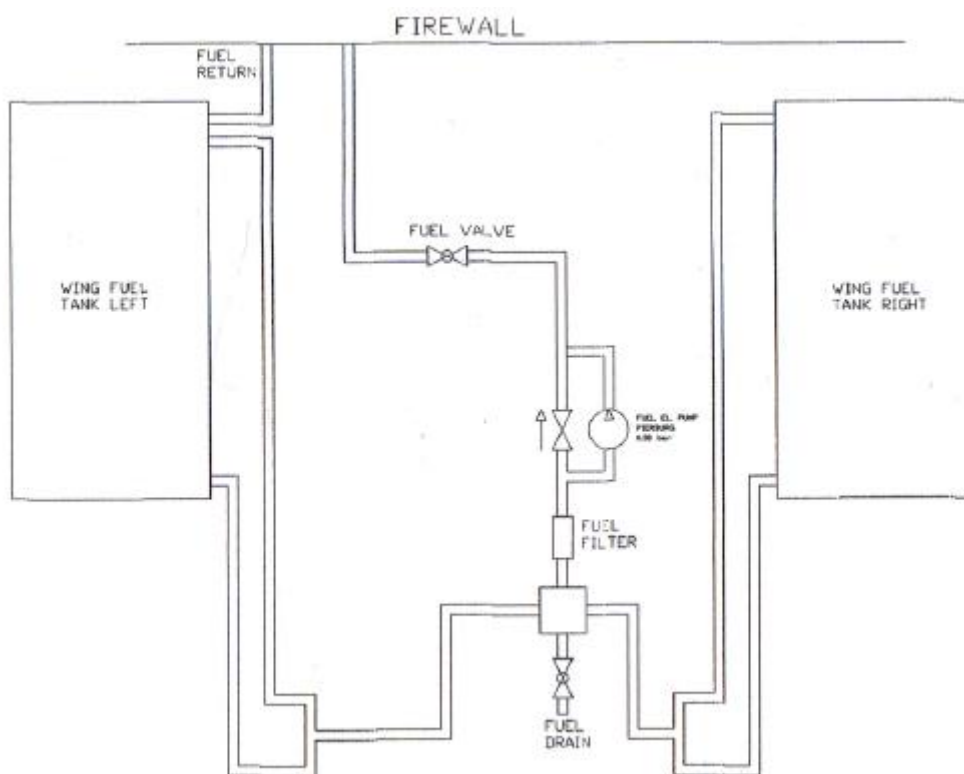 FIREWALL
FUEL
RETURN
FUEL VALVE
WING FUEL
TANK LEFT
WING FUEL
TANK RIGHT
FUEL EL. PUMP
PIERBURG
FUEL
FILTER
FUEL
DRAIN